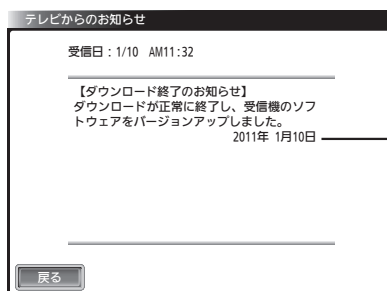 テレビからのお知らせ
受信日：1/10　AM11:32
【ダウンロード終了のお知らせ】
ダウンロードが正常に終了し、受信機のソフ
トウェアをバージョンアップしました。
2011年 1月10日
戻る